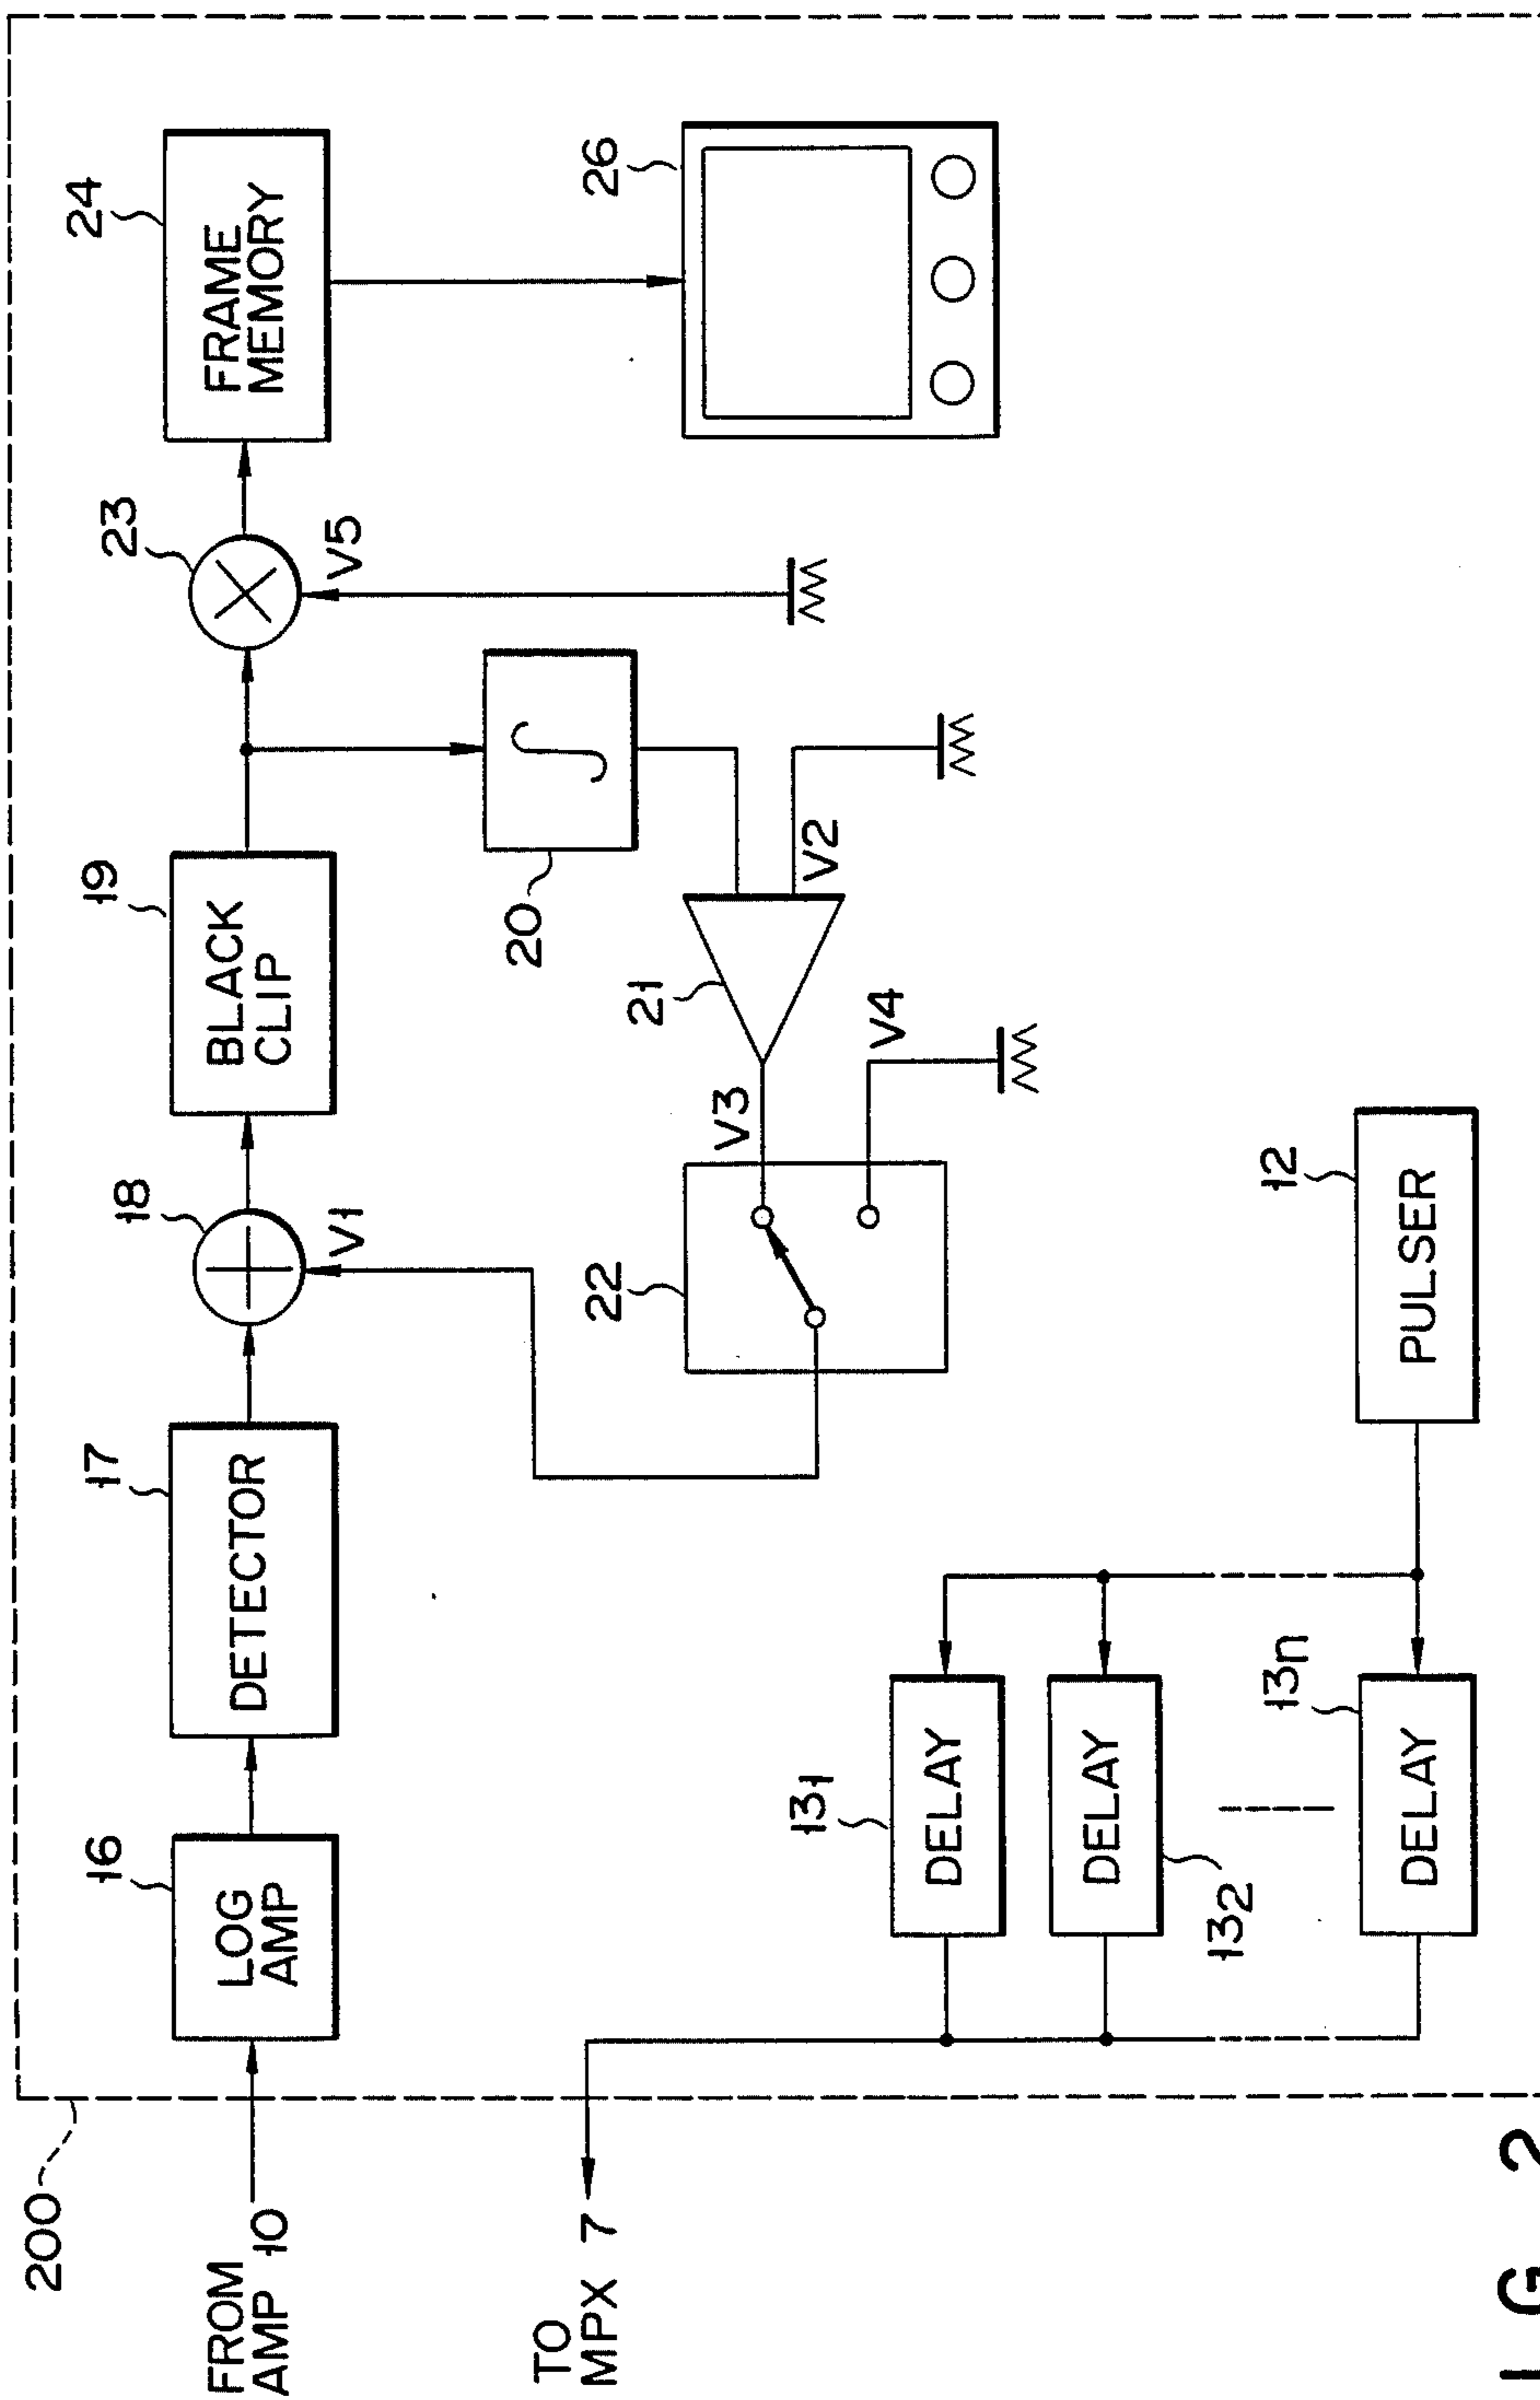 200
FROM
AMP 10
16
LOG
AMP
17
DETECTOR
18
V1
19
BLACK
CLIP
23
V5
24
FRAME
MEMORY
20
21
V2
V3
V4
22
26
TO
MPX 7
13₁
DELAY
13₂
DELAY
13n
DELAY
12
PULSER
I G 2